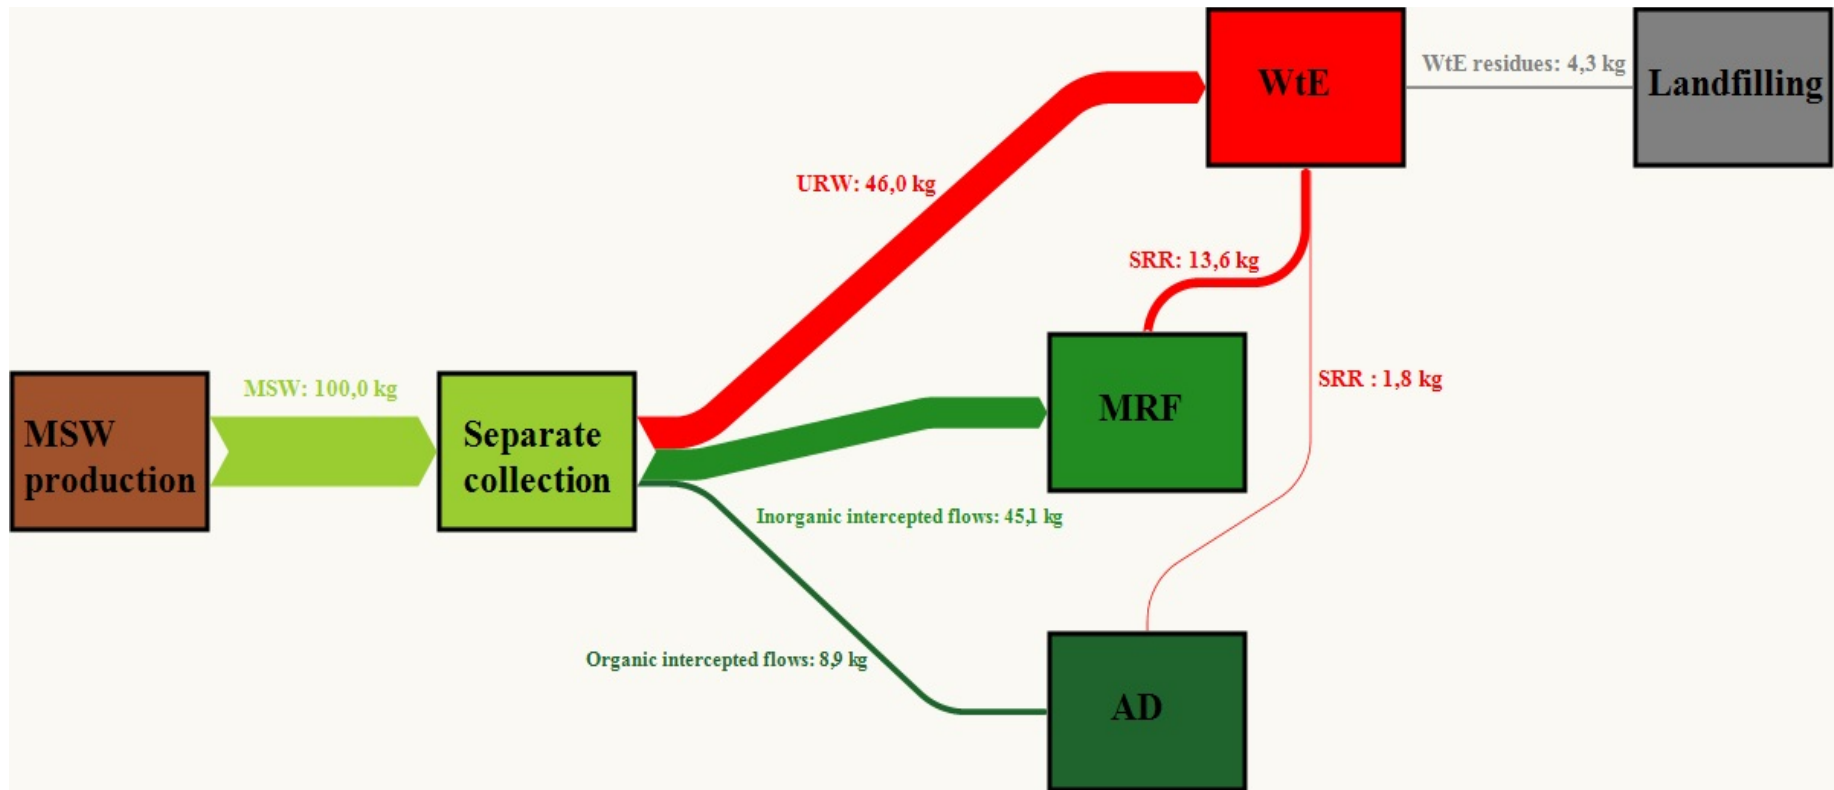 WtE residues: 4,3 kg
WtE
Landfilling
URW: 46,0 kg
SRR: 13,6 kg
MSW: 100,0 kg
SRR : 1,8 kg
MRF
MSW
production
Separate
collection
Inorganic intercepted flows: 45,1 kg
Organic intercepted flows: 8,9 kg
AD